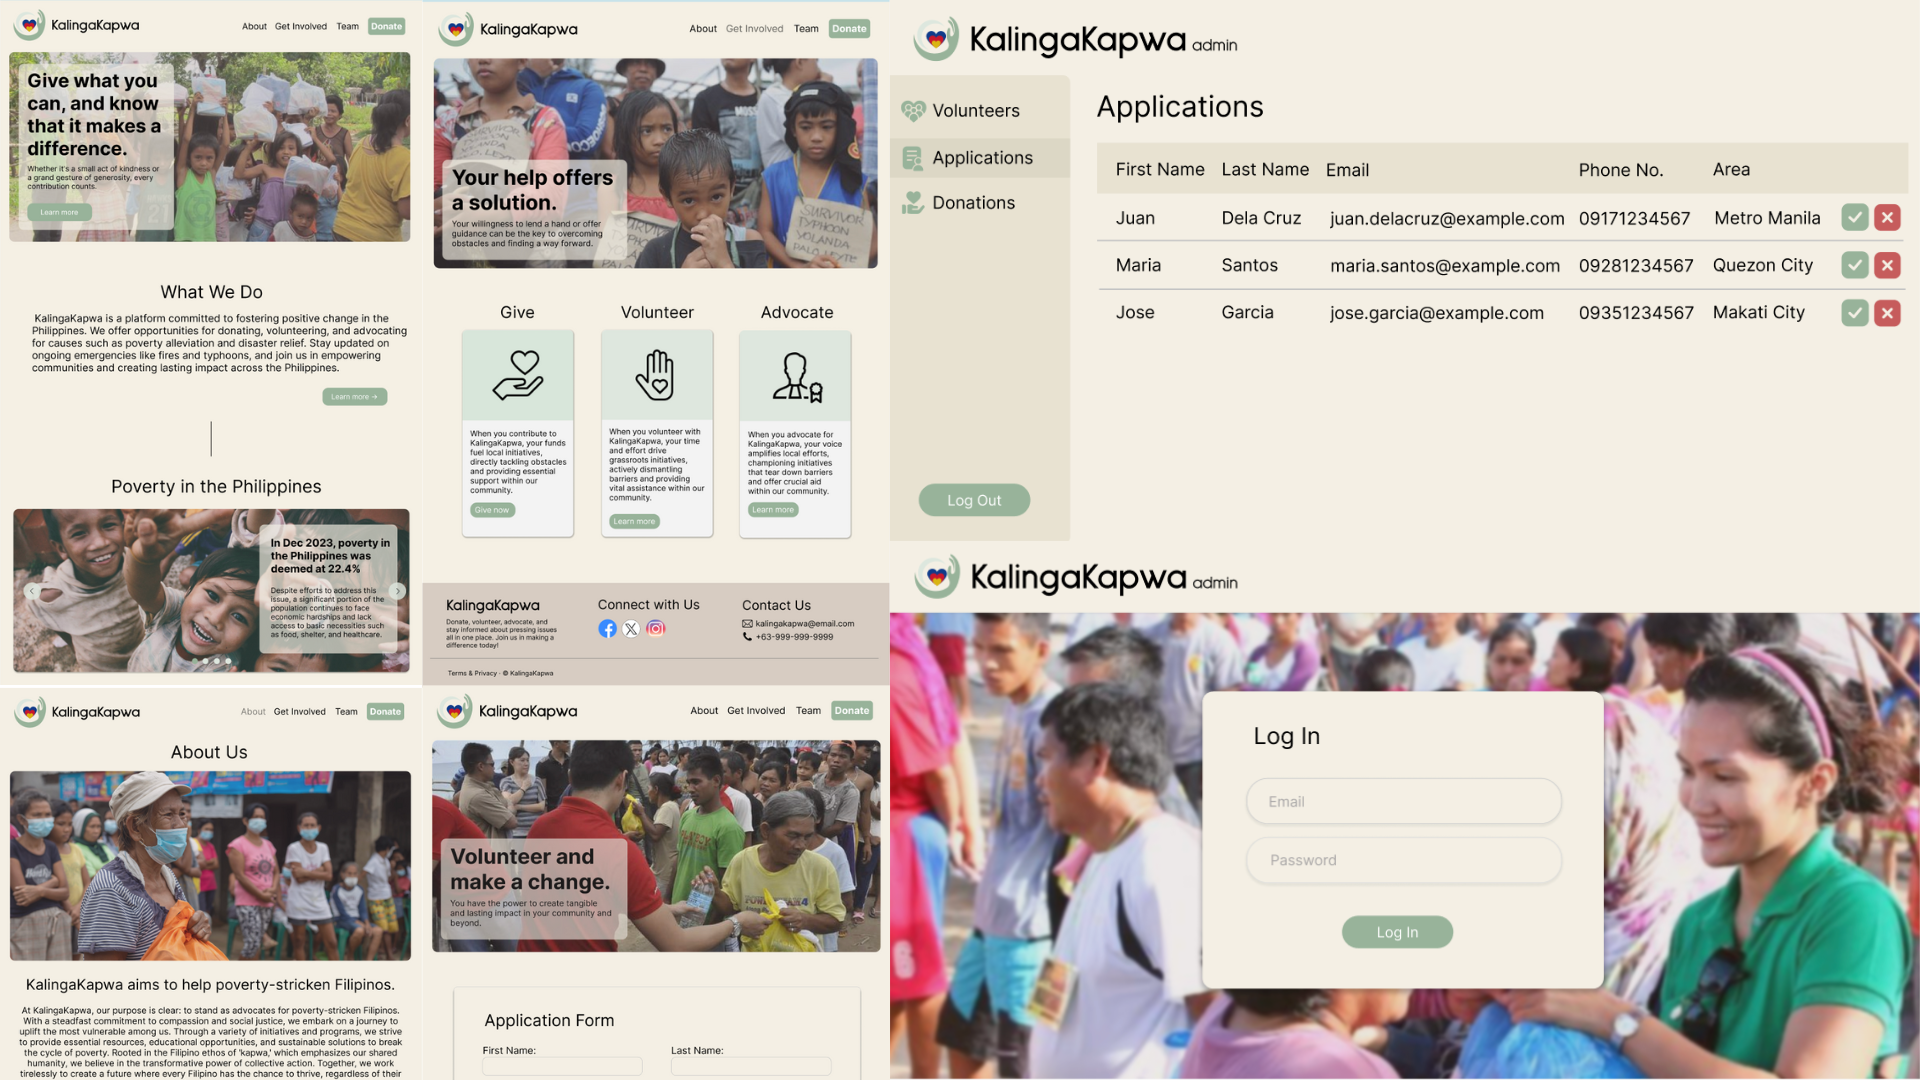 KalingaKapwa
About
Get Involved
Team
Donate
Give what you
can, and know
that it makes a
difference.
Whether it's a small act of kindness or
a grand gesture of generosity, every
contribution counts.
Learn more
What We Do
KalingaKapwa is a platform committed to fostering positive change in the
Philippines. We offer opportunities for donating, volunteering, and advocating
for causes such as poverty alleviation and disaster relief. Stay updated on
ongoing emergencies like fires and typhoons, and join us in empowering
communities and creating lasting impact across the Philippines.
Learn more →
Poverty in the Philippines
In Dec 2023, poverty in
the Philippines was
deemed at 22.4%
Despite efforts to address this
issue, a significant portion of the
population continues to face
economic hardships and lack
access to basic necessities such
as food, shelter, and healthcare.
KalingaKapwa
About
Get Involved
Team
Donate
About Us
KalingaKapwa aims to help poverty-stricken Filipinos.
At KalingaKapwa, our purpose is clear: to stand as advocates for poverty-stricken Filipinos.
With a steadfast commitment to compassion and social justice, we embark on a journey to
uplift the most vulnerable among us. Through a variety of initiatives and programs, we strive
to provide essential resources, educational opportunities, and sustainable solutions to break
the cycle of poverty. Rooted in the Filipino ethos of 'kapwa,' which emphasizes our shared
humanity, we believe in the transformative power of collective action. Together, we work
tirelessly to create a future where every Filipino has the chance to thrive, regardless of their
KalingaKapwa
About
Get Involved
Team
Donate
SURVIVOR
TYPHOON
YOLANDA
PALO LEYTE
Your help offers
a solution.
Your willingness to lend a hand or offer
guidance can be the key to overcoming
obstacles and finding a way forward.
Give
When you contribute to
KalingaKapwa, your funds
fuel local initiatives,
directly tackling obstacles
and providing essential
support within our
community.
Give now
Volunteer
When you volunteer with
KalingaKapwa, your time
and effort drive
grassroots initiatives,
actively dismantling
barriers and providing
vital assistance within our
community.
Learn more
Advocate
When you advocate for
KalingaKapwa, your voice
amplifies local efforts,
championing initiatives
that tear down barriers
and offer crucial aid
within our community.
Learn more
KalingaKapwa
Donate, volunteer, advocate, and
stay informed about pressing issues
all in one place. Join us in making a
difference today!
Connect with Us
Contact Us
kalingakapwa@email.com
+63-999-999-9999
Terms & Privacy · © KalingaKapwa
KalingaKapwa
About
Get Involved
Team
Donate
Volunteer and
make a change.
You have the power to create tangible
and lasting impact in your community and
beyond.
Application Form
First Name:
Last Name:
KalingaKapwa admin
Volunteers
Applications
Donations
Log Out
Applications
First Name Last Name Email Phone No. Area
Juan Dela Cruz juan.delacruz@example.com 09171234567 Metro Manila
Maria Santos maria.santos@example.com 09281234567 Quezon City
Jose Garcia jose.garcia@example.com 09351234567 Makati City
KalingaKapwa admin
Log In
Email
Password
Log In